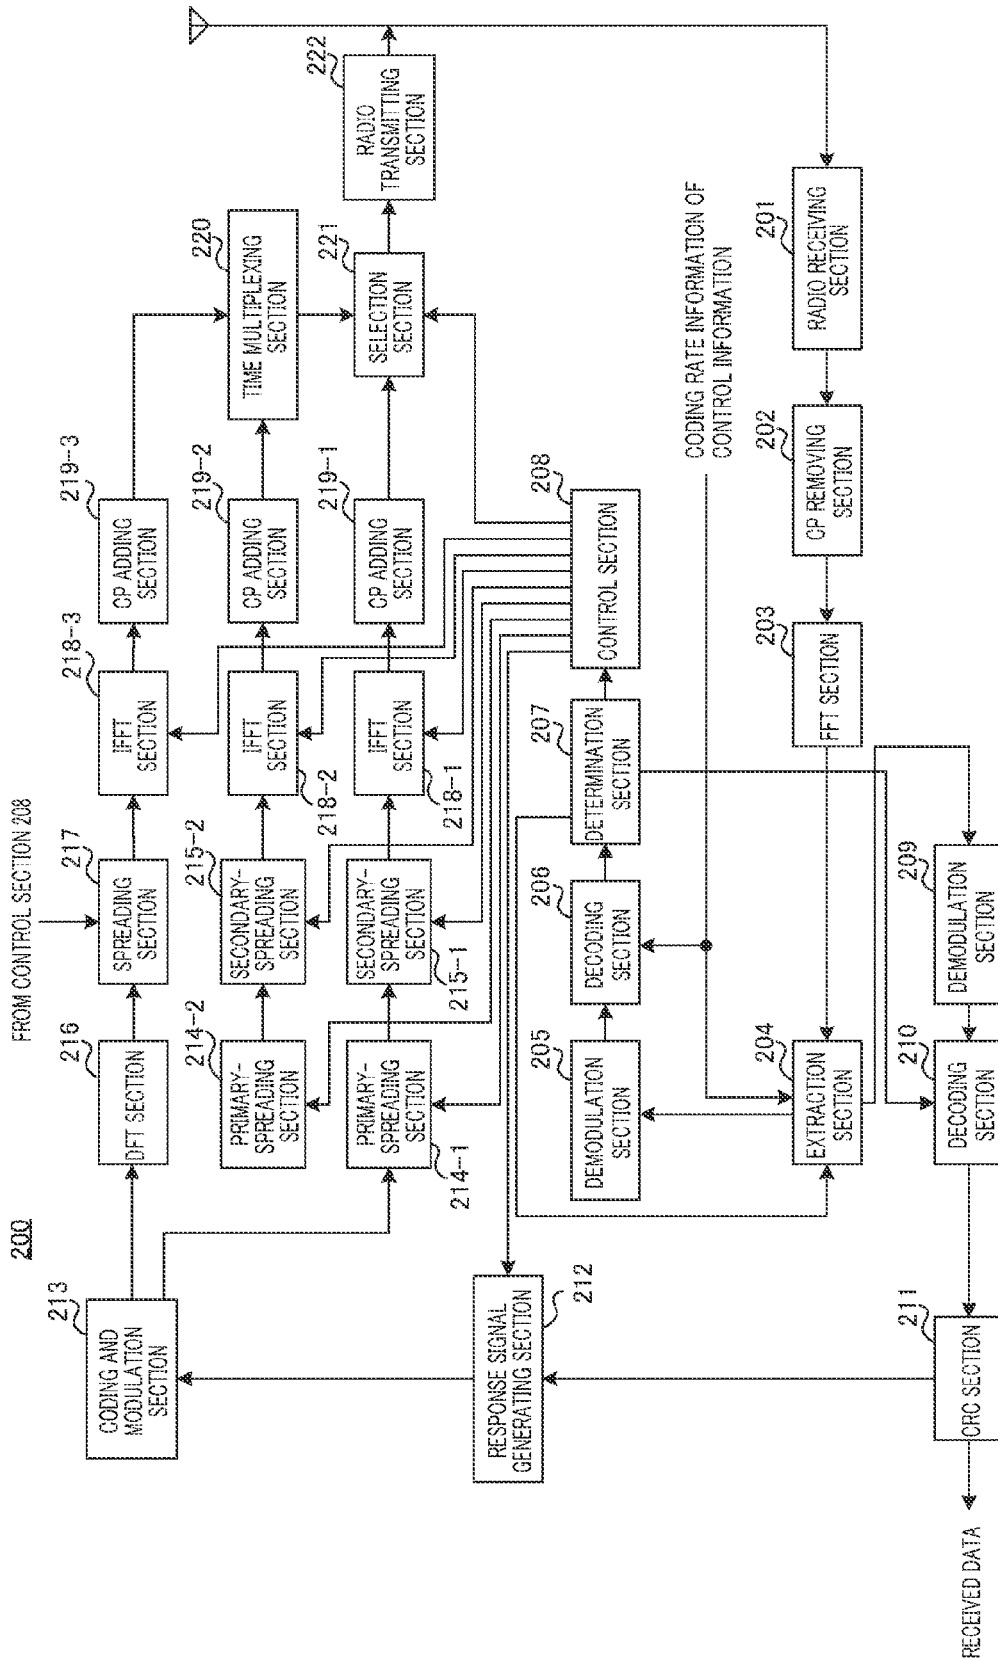 200
FROM CONTROL SECTION 208
213
CODING AND
MODULATION
SECTION
216
DFT SECTION
217
SPREADING
SECTION
218-3
IFFT
SECTION
219-3
CP ADDING
SECTION
214-2
PRIMARY-
SPREADING
SECTION
215-2
SECONDARY-
SPREADING
SECTION
218-2
IFFT
SECTION
219-2
CP ADDING
SECTION
220
TIME MULTIPLEXING
SECTION
214-1
PRIMARY-
SPREADING
SECTION
215-1
SECONDARY-
SPREADING
SECTION
218-1
IFFT
SECTION
219-1
CP ADDING
SECTION
221
SELECTION
SECTION
222
RADIO
TRANSMITTING
SECTION
212
RESPONSE SIGNAL
GENERATING SECTION
205
DEMODULATION
SECTION
206
DECODING
SECTION
207
DETERMINATION
SECTION
208
CONTROL SECTION
CODING RATE INFORMATION OF
CONTROL INFORMATION
204
EXTRACTION
SECTION
203
FFT SECTION
202
CP REMOVING
SECTION
201
RADIO RECEIVING
SECTION
RECEIVED DATA
211
CRC SECTION
210
DECODING
SECTION
209
DEMODULATION
SECTION